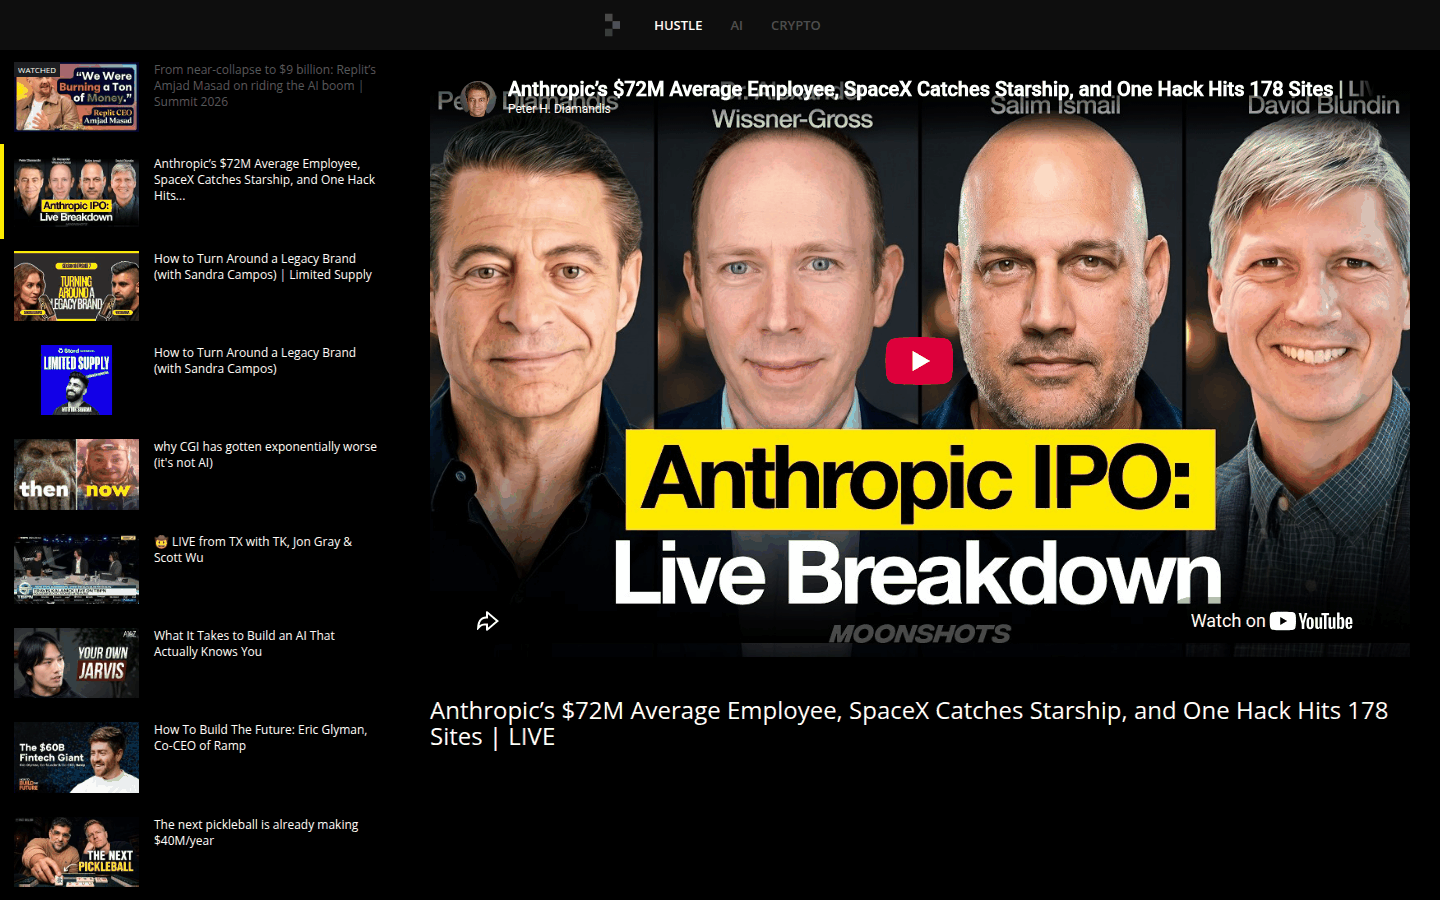 HUSTLE
AI
CRYPTO
WATCHED
"We Were
Burning a Ton
of Money."
Replit CEO
Amjad Masad
From near-collapse to $9 billion: Replit's
Amjad Masad on riding the AI boom |
Summit 2026
Anthropic IPO:
Live Breakdown
Anthropic's $72M Average Employee,
SpaceX Catches Starship, and One Hack
Hits...
TURNING
AROUND A
LEGACY BRAND
How to Turn Around a Legacy Brand
(with Sandra Campos) | Limited Supply
LIMITED SUPPLY
How to Turn Around a Legacy Brand
(with Sandra Campos)
then
now
why CGI has gotten exponentially worse
(it's not AI)
🤠 LIVE from TX with TK, Jon Gray &
Scott Wu
YOUR OWN
JARVIS
What It Takes to Build an AI That
Actually Knows You
The $60B
Fintech Giant
How To Build The Future: Eric Glyman,
Co-CEO of Ramp
THE NEXT
PICKLEBALL
The next pickleball is already making
$40M/year
Anthropic's $72M Average Employee, SpaceX Catches Starship, and One Hack Hits 178 Sites | LIV
Peter H. Diamandis
Wissner-Gross
Salim Ismail
David Blundin
Anthropic IPO:
Live Breakdown
MOONSHOTS
Watch on YouTube
Anthropic's $72M Average Employee, SpaceX Catches Starship, and One Hack Hits 178
Sites | LIVE